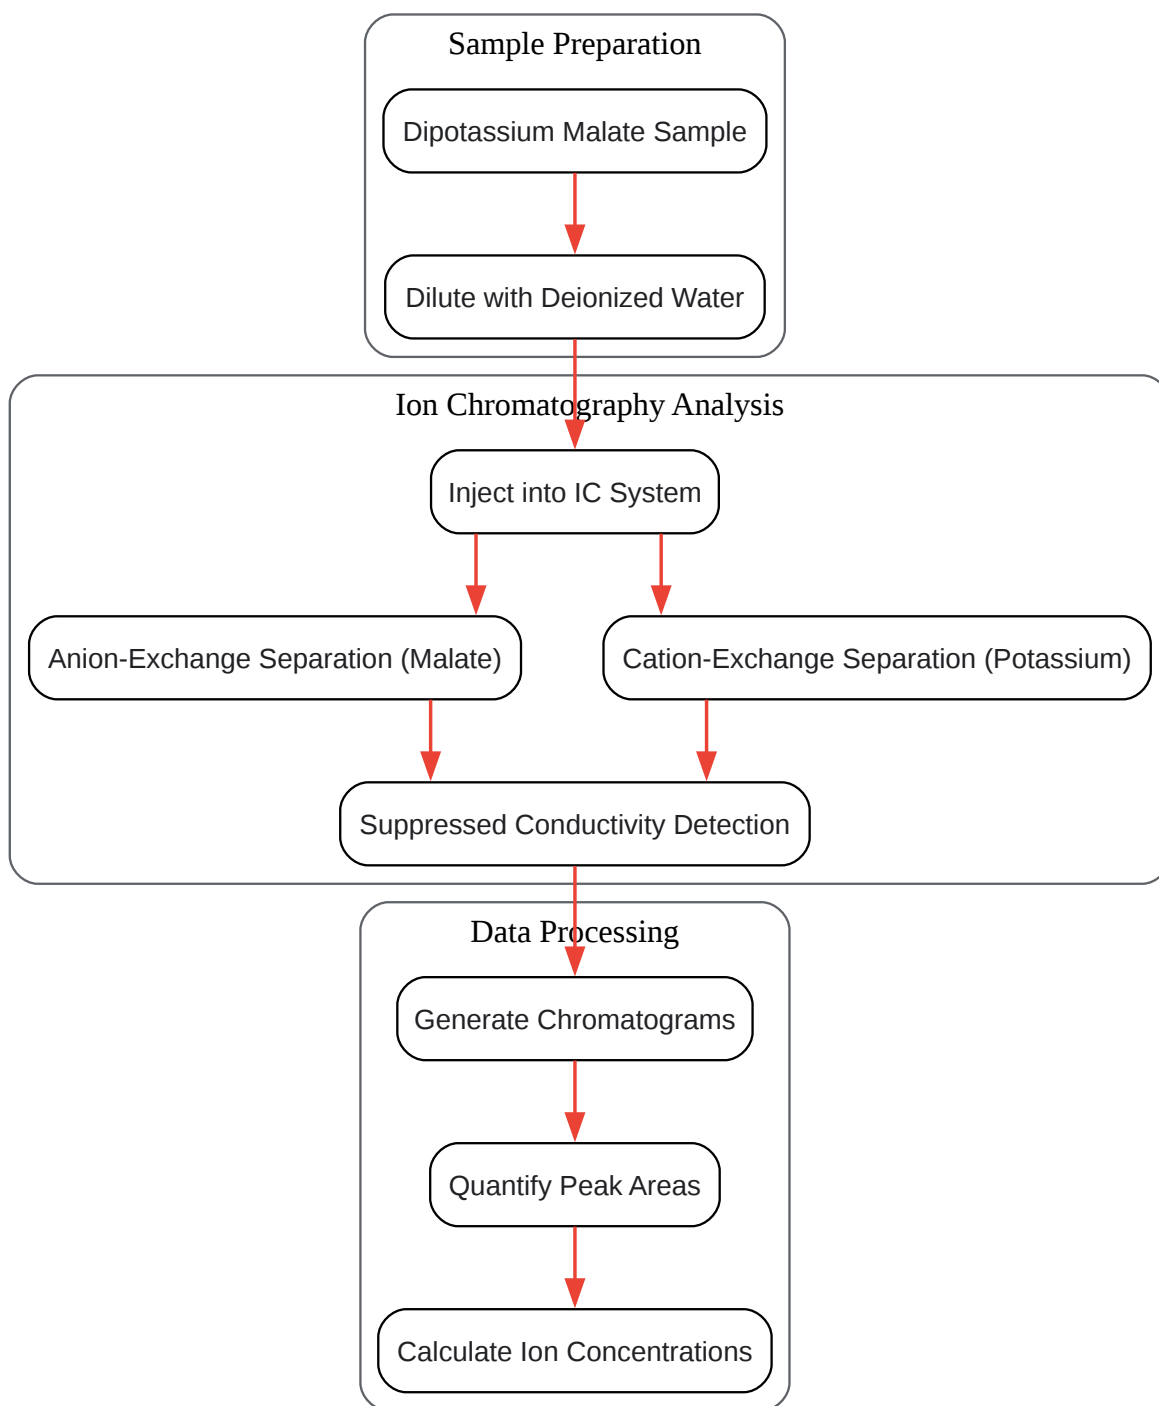 Sample Preparation
Dipotassium Malate Sample
Dilute with Deionized Water
Ion Chromatography Analysis
Inject into IC System
Anion-Exchange Separation (Malate)
Cation-Exchange Separation (Potassium)
Suppressed Conductivity Detection
Data Processing
Generate Chromatograms
Quantify Peak Areas
Calculate Ion Concentrations